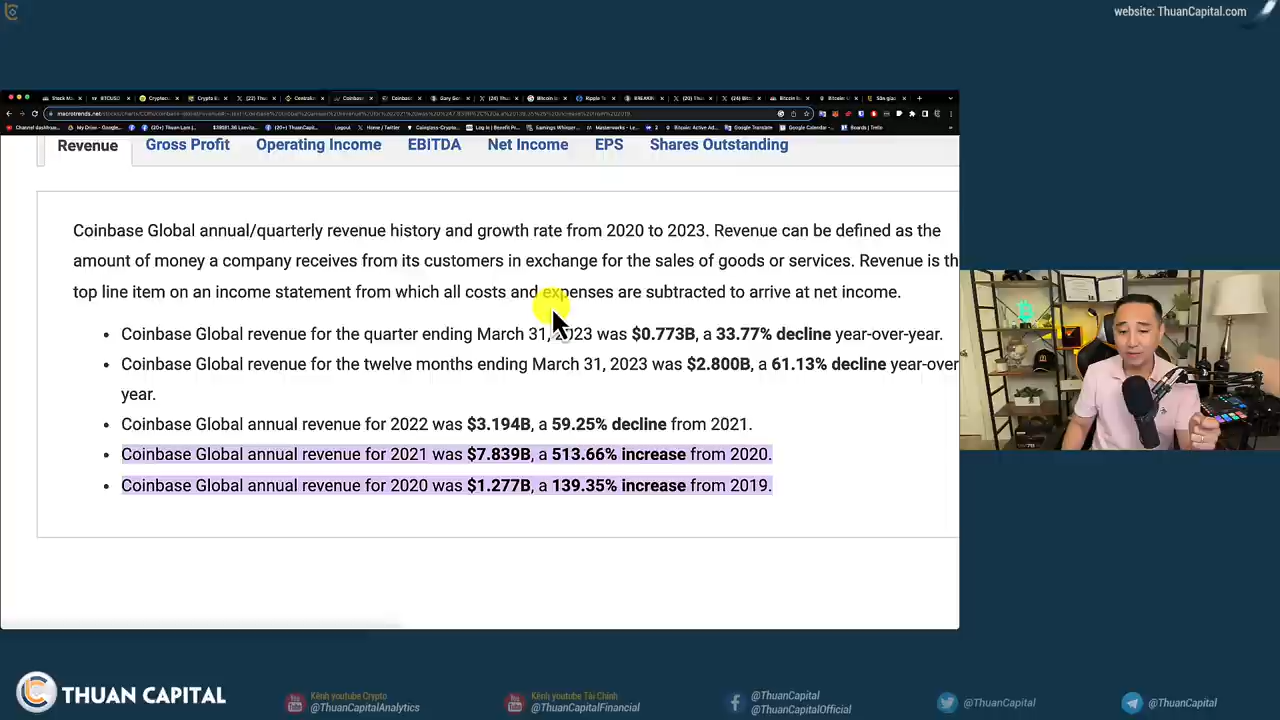 website: ThuanCapital.com
Revenue Gross Profit Operating Income EBITDA Net Income EPS Shares Outstanding
Coinbase Global annual/quarterly revenue history and growth rate from 2020 to 2023. Revenue can be defined as the
amount of money a company receives from its customers in exchange for the sales of goods or services. Revenue is th
top line item on an income statement from which all costs and expenses are subtracted to arrive at net income.
• Coinbase Global revenue for the quarter ending March 31, 2023 was $0.773B, a 33.77% decline year-over-year.
• Coinbase Global revenue for the twelve months ending March 31, 2023 was $2.800B, a 61.13% decline year-over
year.
• Coinbase Global annual revenue for 2022 was $3.194B, a 59.25% decline from 2021.
• Coinbase Global annual revenue for 2021 was $7.839B, a 513.66% increase from 2020.
• Coinbase Global annual revenue for 2020 was $1.277B, a 139.35% increase from 2019.
THUAN CAPITAL
Kênh youtube Crypto
@ThuanCapitalAnalytics
Kênh youtube Tài Chính
@ThuanCapitalFinancial
@ThuanCapital
@ThuanCapitalOfficial
@ThuanCapital
@ThuanCapital